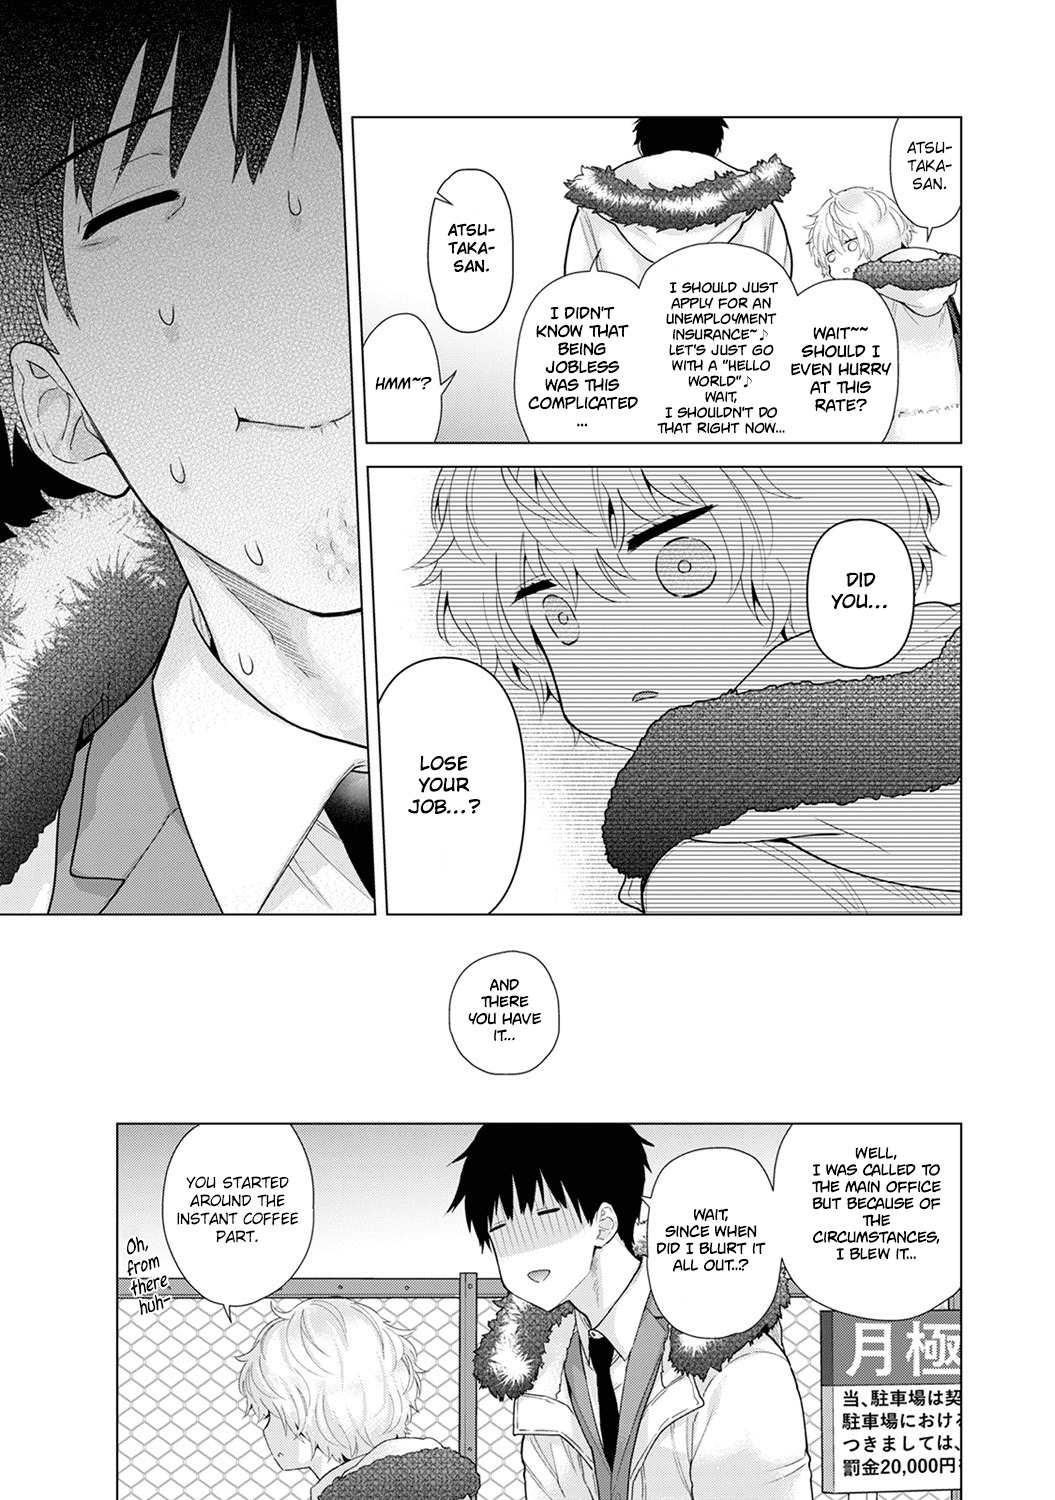 ATSU-
TAKA-
SAN.
WAIT~~
SHOULD I
EVEN HURRY
AT THIS
RATE?
I SHOULD JUST
APPLY FOR AN
UNEMPLOYMENT
INSURANCE~♪
LET'S JUST GO
WITH A "HELLO
WORLD"♪
WAIT,
I SHOULDN'T DO
THAT RIGHT NOW...
I DIDN'T
KNOW THAT
BEING
JOBLESS
WAS THIS
COMPLICATED
...
ATSU-
TAKA-
SAN.
HMM~?
DID
YOU...
LOSE
YOUR
JOB...?
AND
THERE
YOU HAVE
IT...
WELL,
I WAS CALLED TO
THE MAIN OFFICE
BUT BECAUSE OF
THE
CIRCUMSTANCES,
I BLEW IT...
WAIT,
SINCE WHEN
DID I BLURT IT
ALL OUT..?
YOU STARTED
AROUND THE
INSTANT COFFEE
PART.
Oh,
from
there
huh~
月極
当、駐車場は契
駐車場における
つきましては、
罰金20,000円